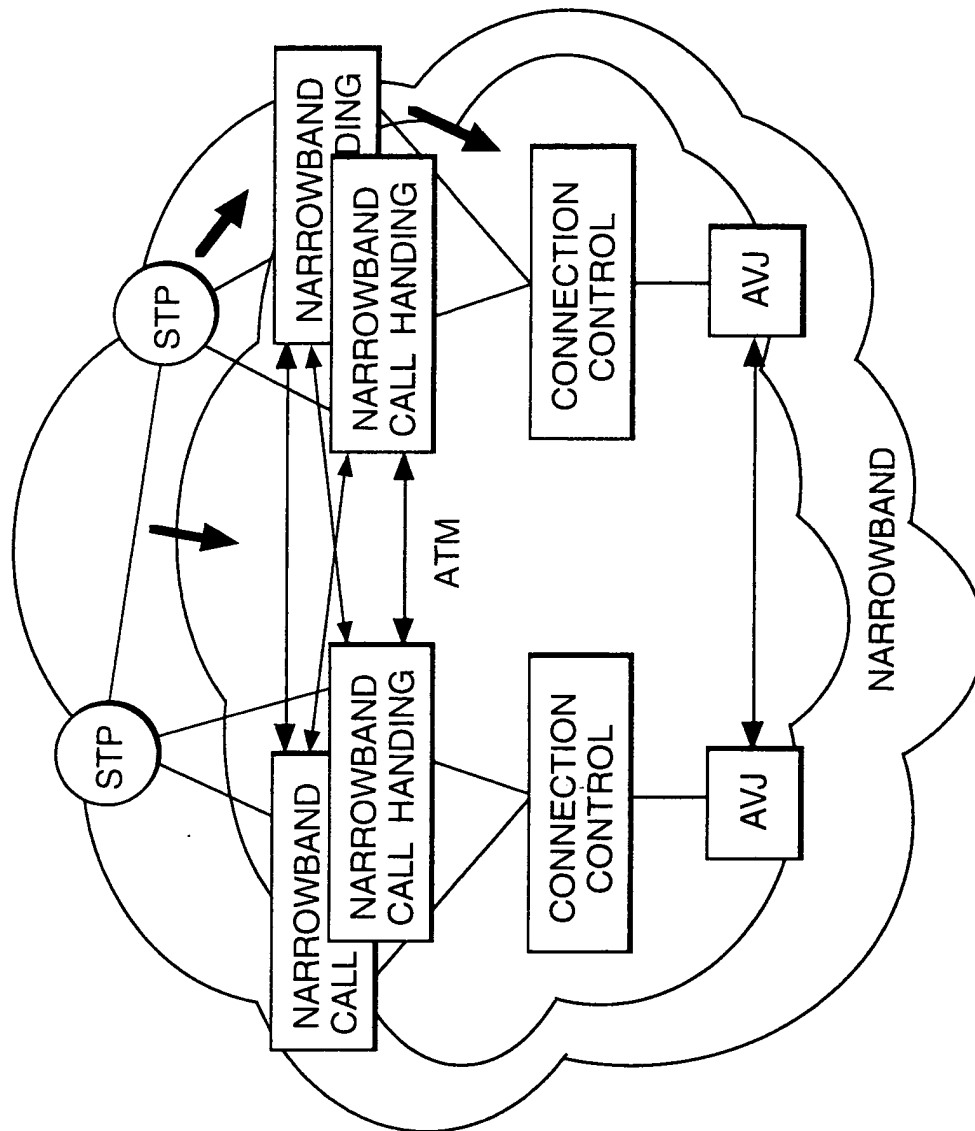 STP
STP
NARROWBAND
CALL
NARROWBAND
DING
NARROWBAND
CALL HANDING
NARROWBAND
CALL HANDING
ATM
CONNECTION
CONTROL
CONNECTION
CONTROL
AVJ
AVJ
NARROWBAND